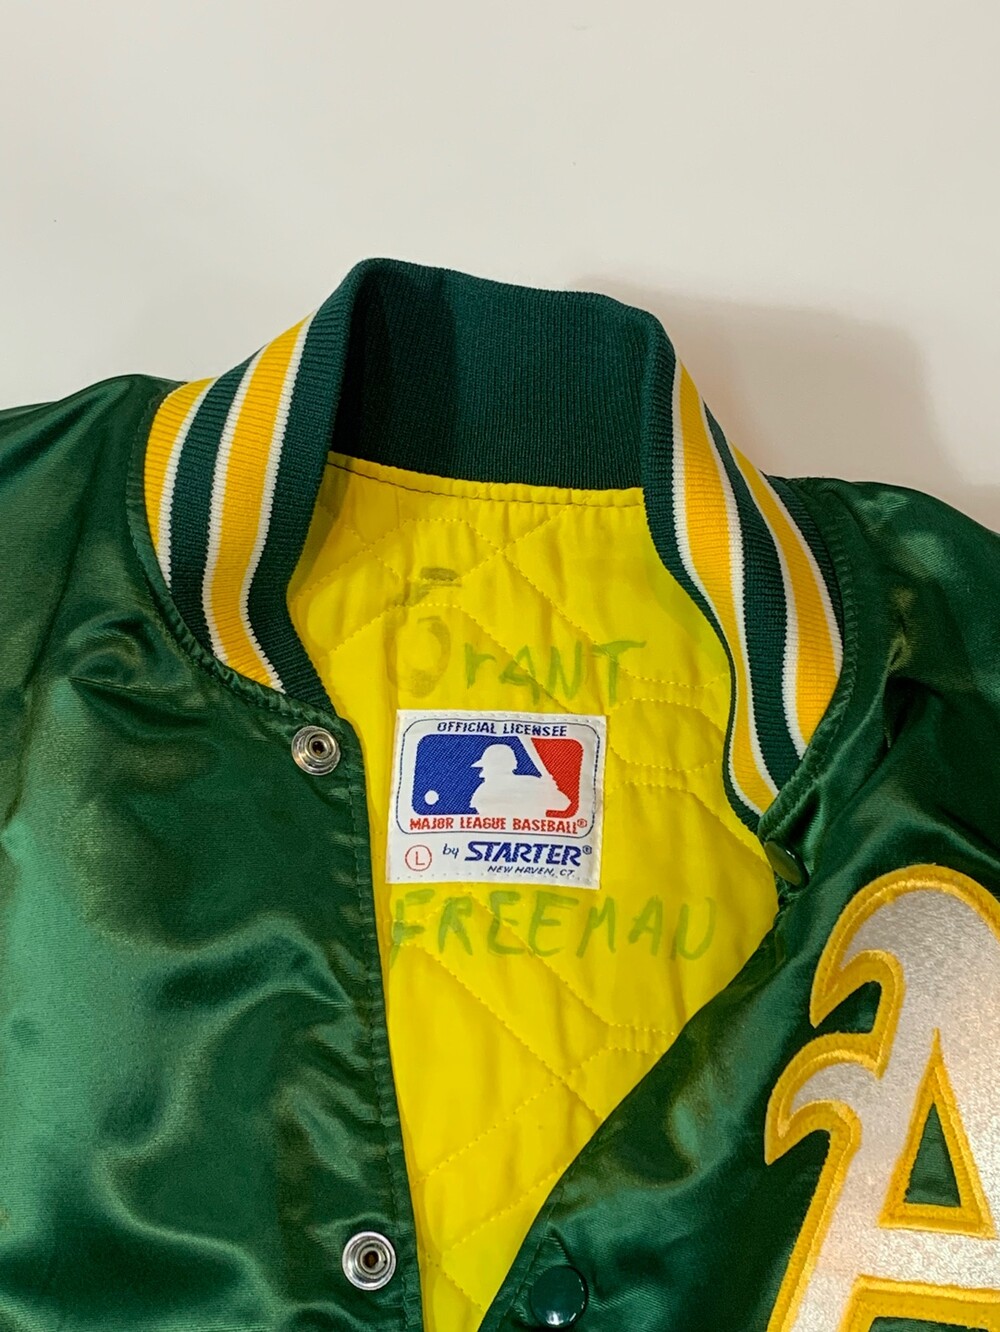 GrANT
OFFICIAL LICENSEE
MAJOR LEAGUE BASEBALL®
L by STARTER®
NEW HAVEN, CT.
FREEMAN
A